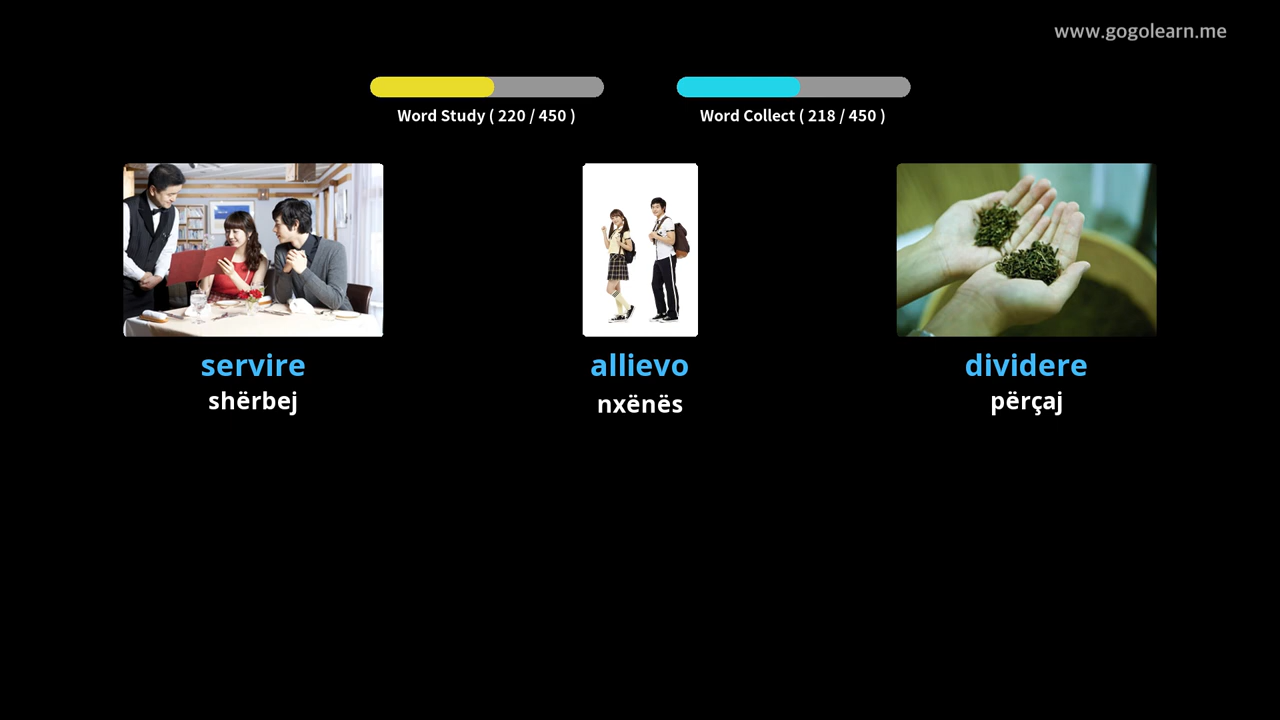 www.gogolearn.me
Word Study ( 220 / 450 )
Word Collect ( 218 / 450 )
servire
shërbej
allievo
nxënës
dividere
përçaj